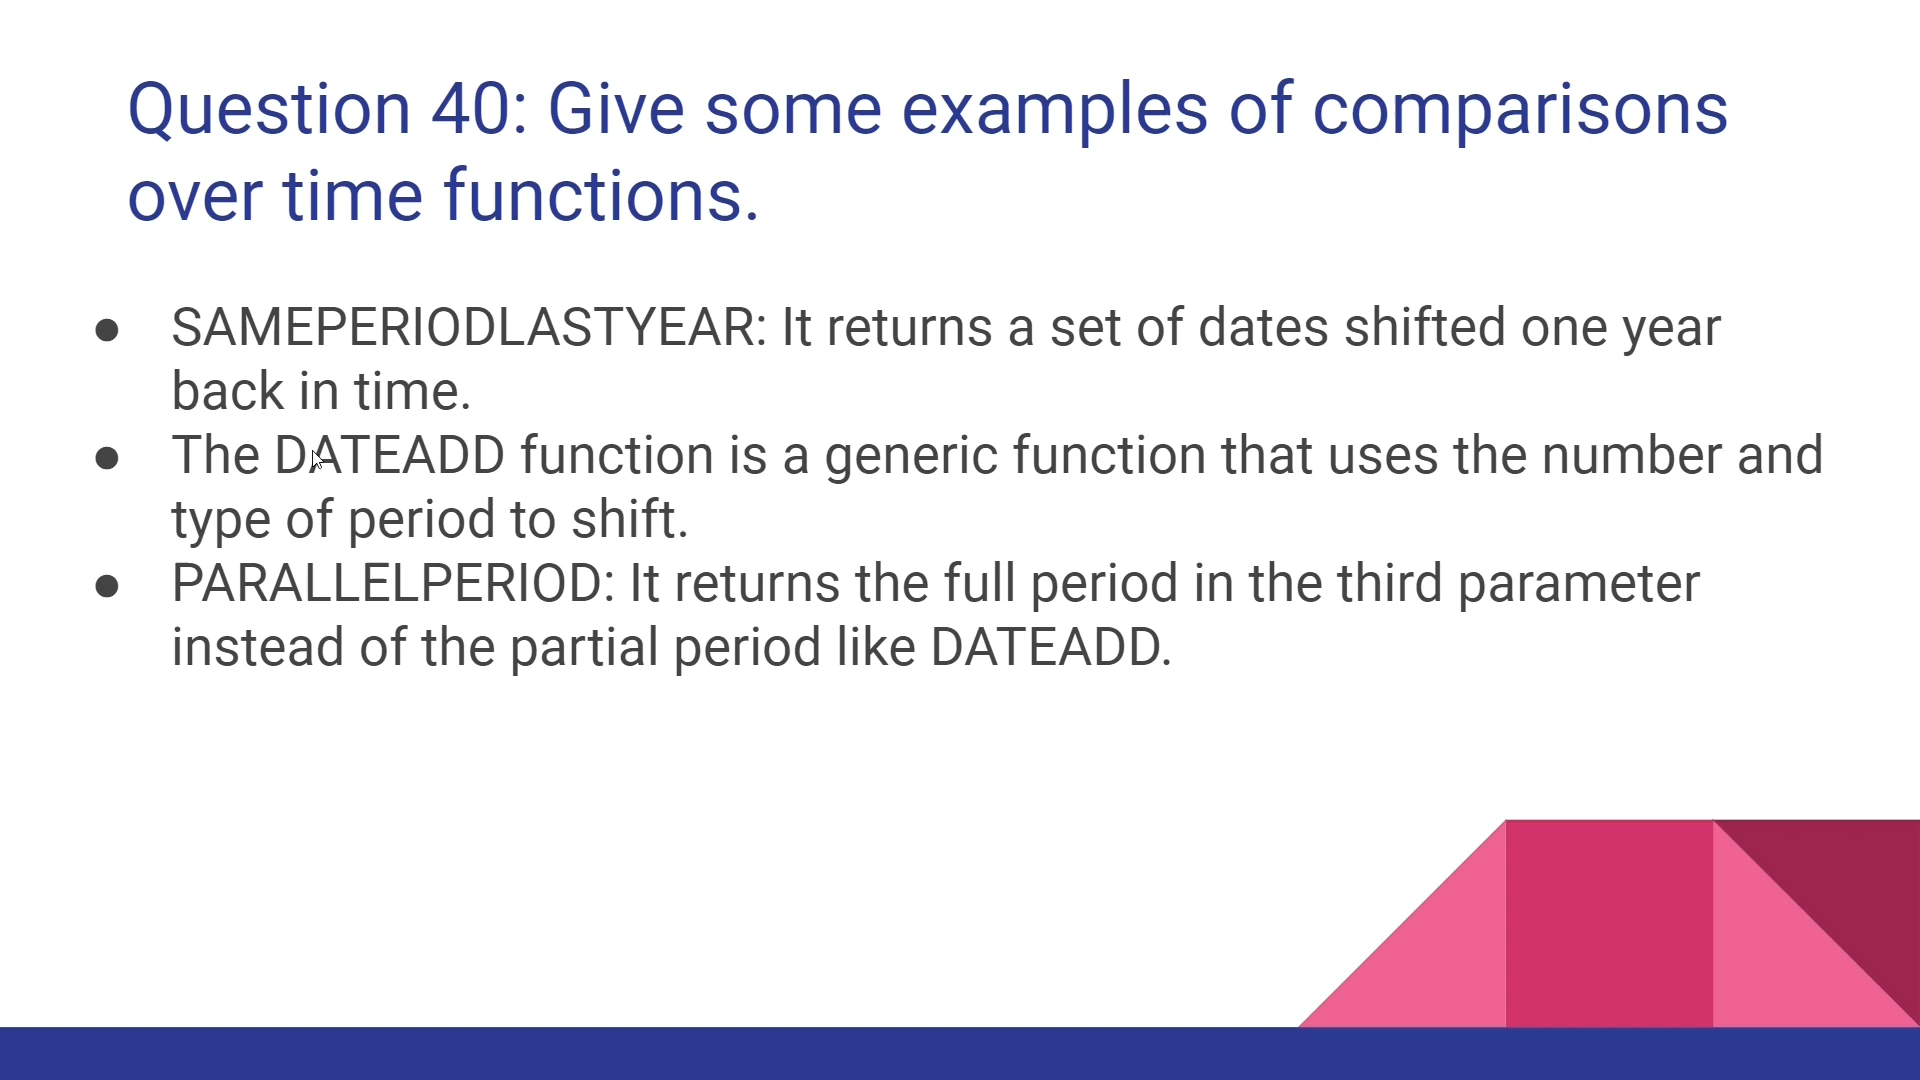 Question 40: Give some examples of comparisons
over time functions.
● SAMEPERIODLASTYEAR: It returns a set of dates shifted one year
back in time.
● The DATEADD function is a generic function that uses the number and
type of period to shift.
● PARALLELPERIOD: It returns the full period in the third parameter
instead of the partial period like DATEADD.